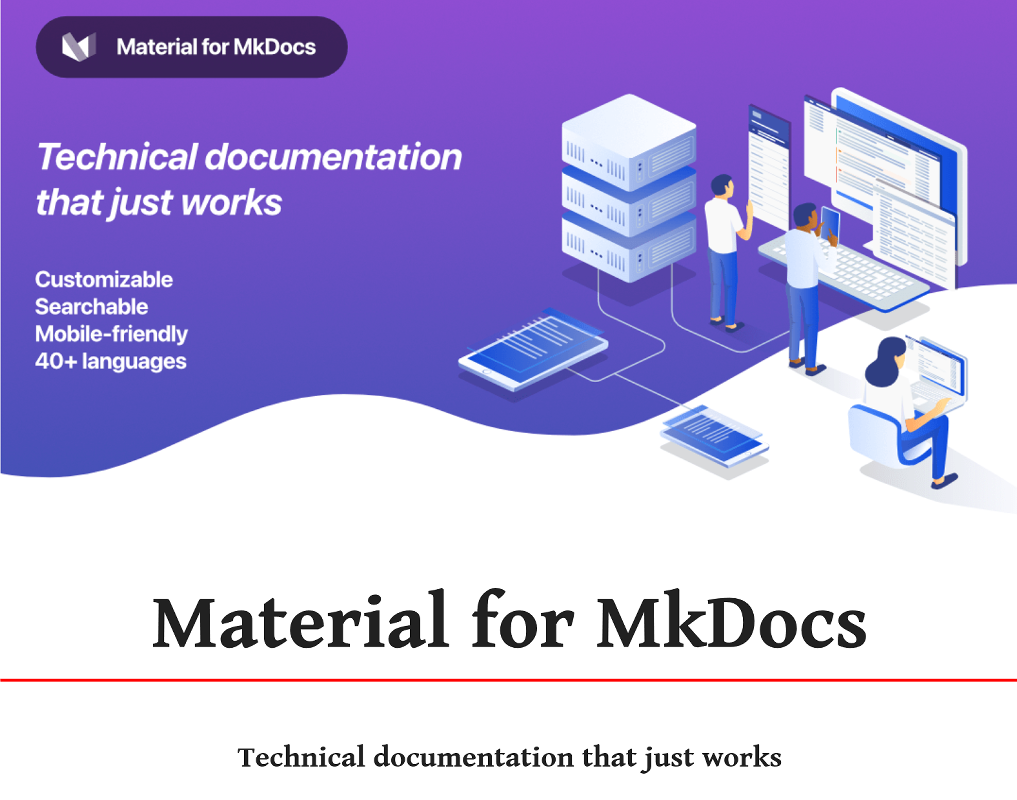 Material for MkDocs
Technical documentation
that just works
Customizable
Searchable
Mobile-friendly
40+ languages
Material for MkDocs
Technical documentation that just works